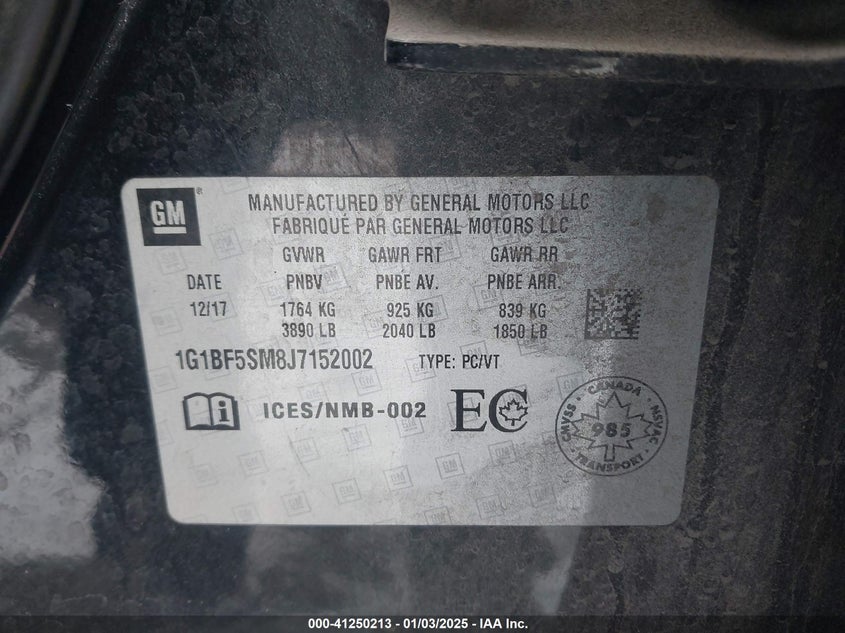 GM
MANUFACTURED BY GENERAL MOTORS LLC
FABRIQUÉ PAR GENERAL MOTORS LLC
GVWR GAWR FRT GAWR RR
DATE PNBV PNBE AV. PNBE ARR.
12/17 1764 KG 925 KG 839 KG
3890 LB 2040 LB 1850 LB
1G1BF5SM8J7152002 TYPE: PC/VT
i ICES/NMB-002 EC
CANADA
CMVSS 985 NSVAC
TRANSPORT
000-41250213 - 01/03/2025 - IAA Inc.